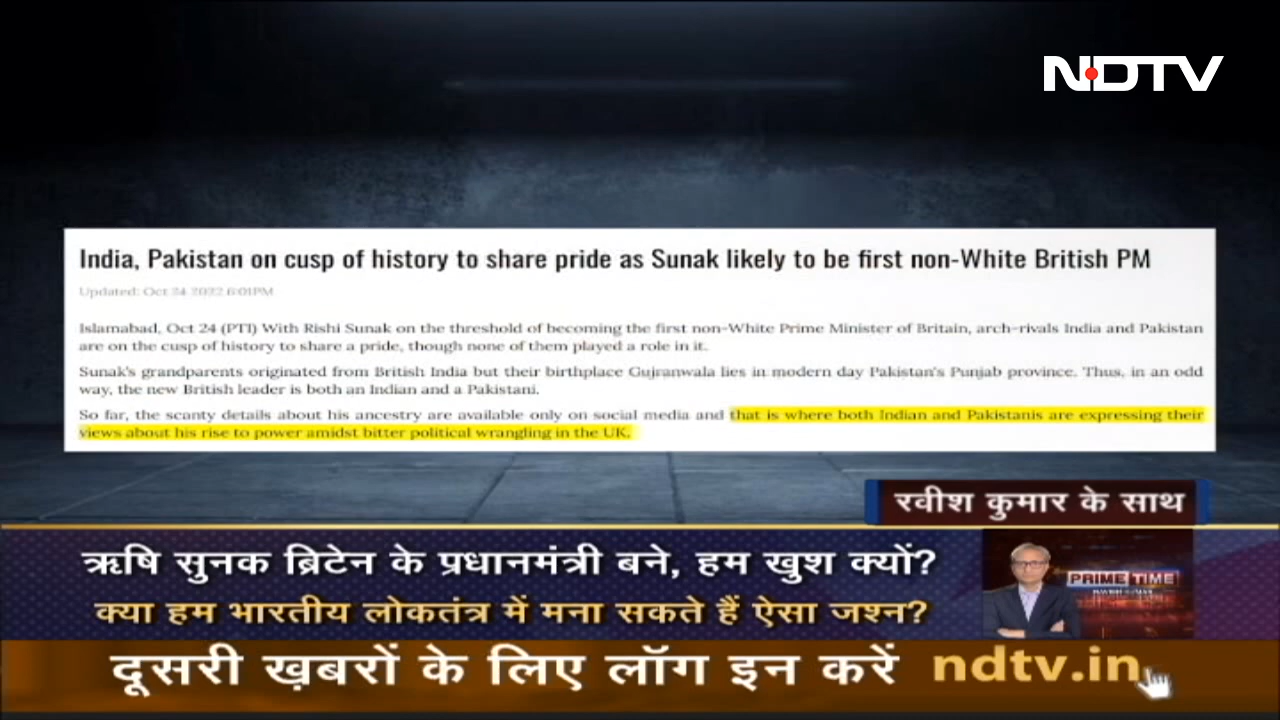 NDTV
India, Pakistan on cusp of history to share pride as Sunak likely to be first non-White British PM
Updated: Oct 24 2022 6:01PM
Islamabad, Oct 24 (PTI) With Rishi Sunak on the threshold of becoming the first non-White Prime Minister of Britain, arch-rivals India and Pakistan
are on the cusp of history to share a pride, though none of them played a role in it.
Sunak's grandparents originated from British India but their birthplace Gujranwala lies in modern day Pakistan's Punjab province. Thus, in an odd
way, the new British leader is both an Indian and a Pakistani.
So far, the scanty details about his ancestry are available only on social media and that is where both Indian and Pakistanis are expressing their
views about his rise to power amidst bitter political wrangling in the UK.
रवीश कुमार के साथ
ऋषि सुनक ब्रिटेन के प्रधानमंत्री बने, हम खुश क्यों?
क्या हम भारतीय लोकतंत्र में मना सकते हैं ऐसा जश्न?
PRIME TIME
दूसरी ख़बरों के लिए लॉग इन करें ndtv.in